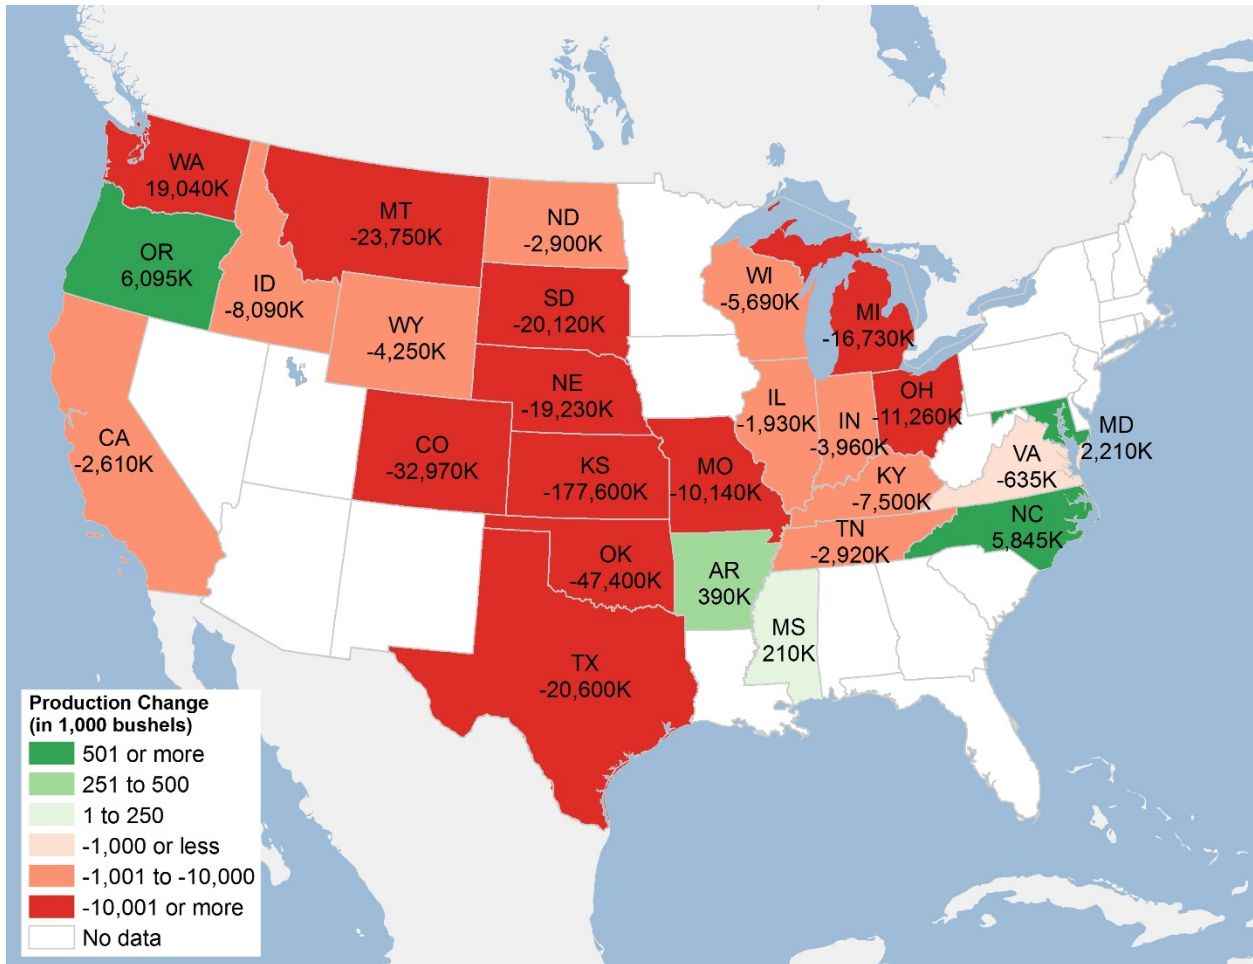 WA
19,040K
MT
-23,750K
ND
-2,900K
OR
6,095K
ID
-8,090K
WI
-5,690K
SD
-20,120K
MI
-16,730K
WY
-4,250K
NE
-19,230K
OH
-11,260K
IL
-1,930K
IN
-3,960K
CA
-2,610K
CO
-32,970K
KS
-177,600K
MO
-10,140K
MD
2,210K
VA
-635K
KY
-7,500K
NC
5,845K
TN
-2,920K
OK
-47,400K
AR
390K
MS
210K
TX
-20,600K
Production Change
(in 1,000 bushels)
501 or more
251 to 500
1 to 250
-1,000 or less
-1,001 to -10,000
-10,001 or more
No data